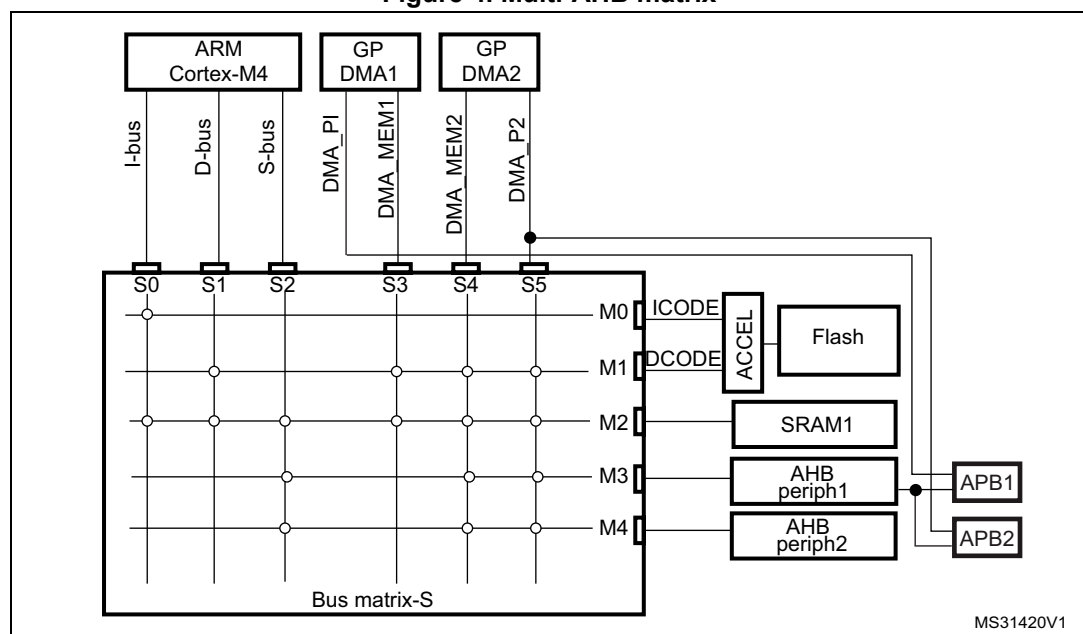 Figure 4. Multi-AHB matrix
ARM
Cortex-M4
GP
DMA1
GP
DMA2
I-bus
D-bus
S-bus
DMA_PI
DMA_MEM1
DMA_MEM2
DMA_P2
S0
S1
S2
S3
S4
S5
M0
ICODE
M1
DCODE
ACCEL
Flash
M2
SRAM1
M3
AHB
periph1
APB1
M4
AHB
periph2
APB2
Bus matrix-S
MS31420V1